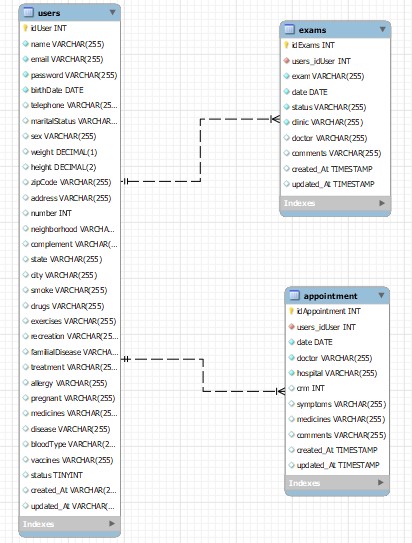 users
idUser INT
name VARCHAR(255)
email VARCHAR(255)
password VARCHAR(255)
birthDate DATE
telephone VARCHAR(25...
maritalStatus VARCHAR...
sex VARCHAR(255)
weight DECIMAL(1)
height DECIMAL(2)
zipCode VARCHAR(255)
address VARCHAR(255)
number INT
neighborhood VARCHA...
complement VARCHAR(...
state VARCHAR(255)
city VARCHAR(255)
smoke VARCHAR(255)
drugs VARCHAR(255)
exercises VARCHAR(255)
recreation VARCHAR(25...
familialDisease VARCHA...
treatment VARCHAR(25...
allergy VARCHAR(255)
pregnant VARCHAR(255)
medicines VARCHAR(25...
disease VARCHAR(255)
bloodType VARCHAR(2...
vaccines VARCHAR(255)
status TINYINT
created_At VARCHAR(2...
updated_At VARCHAR(...
Indexes
exams
idExams INT
users_idUser INT
exam VARCHAR(255)
date DATE
status VARCHAR(255)
clinic VARCHAR(255)
doctor VARCHAR(255)
comments VARCHAR(255)
created_At TIMESTAMP
updated_At TIMESTAMP
Indexes
appointment
idAppointment INT
users_idUser INT
date DATE
doctor VARCHAR(255)
hospital VARCHAR(255)
crm INT
symptoms VARCHAR(255)
medicines VARCHAR(255)
comments VARCHAR(255)
created_At TIMESTAMP
updated_At TIMESTAMP
Indexes